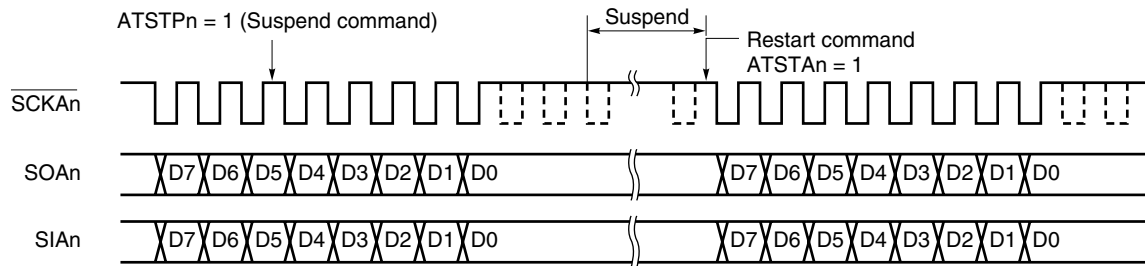 ATSTPn = 1 (Suspend command)
Suspend
Restart command
ATSTAn = 1
SCKAn
SOAn D7 D6 D5 D4 D3 D2 D1 D0 D7 D6 D5 D4 D3 D2 D1 D0
SIAn D7 D6 D5 D4 D3 D2 D1 D0 D7 D6 D5 D4 D3 D2 D1 D0